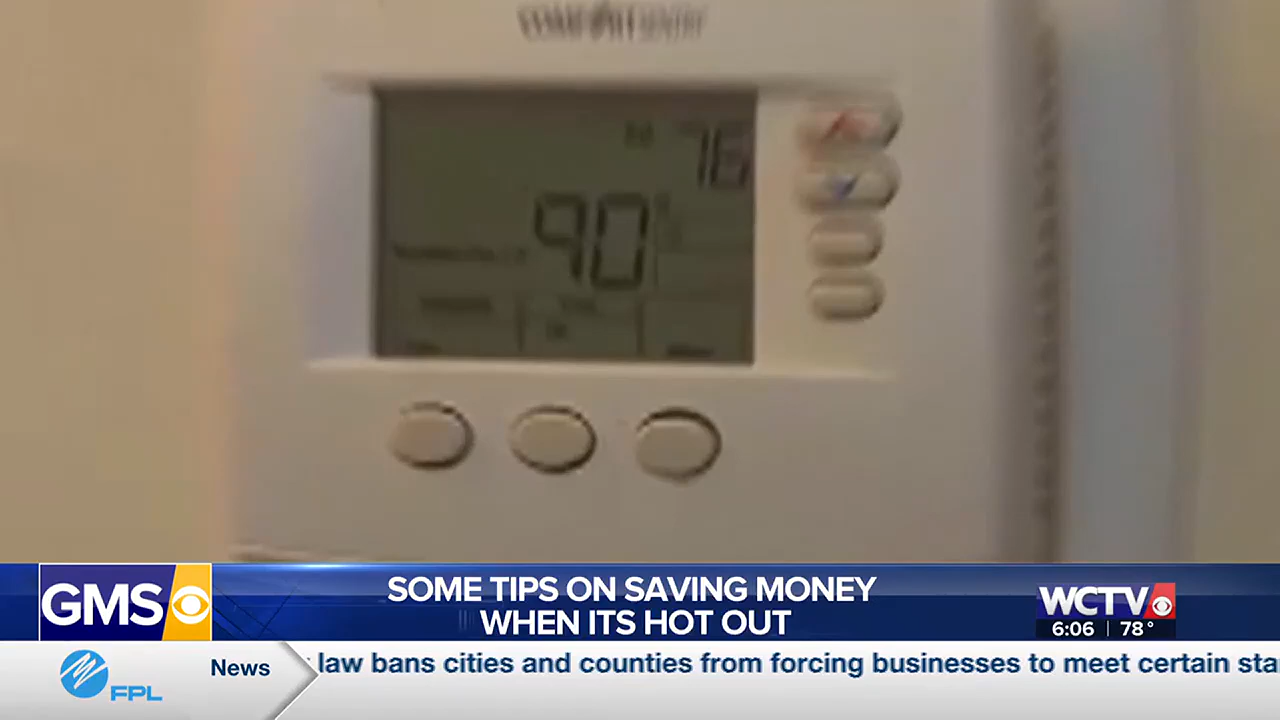 76
90
GMS
SOME TIPS ON SAVING MONEY
WHEN ITS HOT OUT
WCTV
6:06 | 78°
FPL
News
law bans cities and counties from forcing businesses to meet certain sta